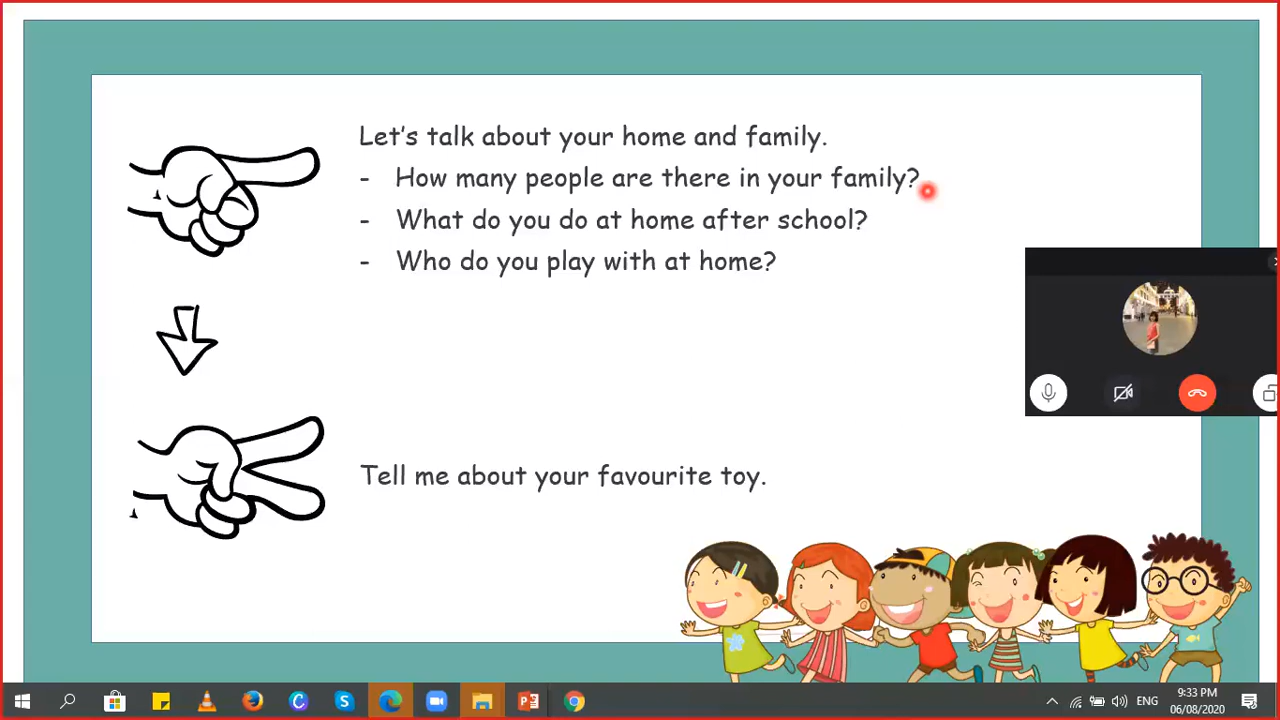 Let's talk about your home and family.
- How many people are there in your family?
- What do you do at home after school?
- Who do you play with at home?
Tell me about your favourite toy.
ENG
9:33 PM
06/08/2020